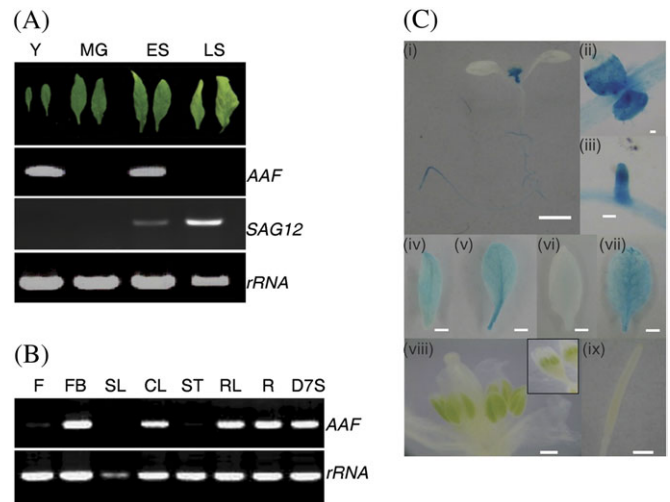 (A)
Y MG ES LS
AAF
SAG12
rRNA
(B)
F FB SL CL ST RL R D7S
AAF
rRNA
(C)
(i)
(ii)
(iii)
(iv) (v) (vi) (vii)
(viii) (ix)